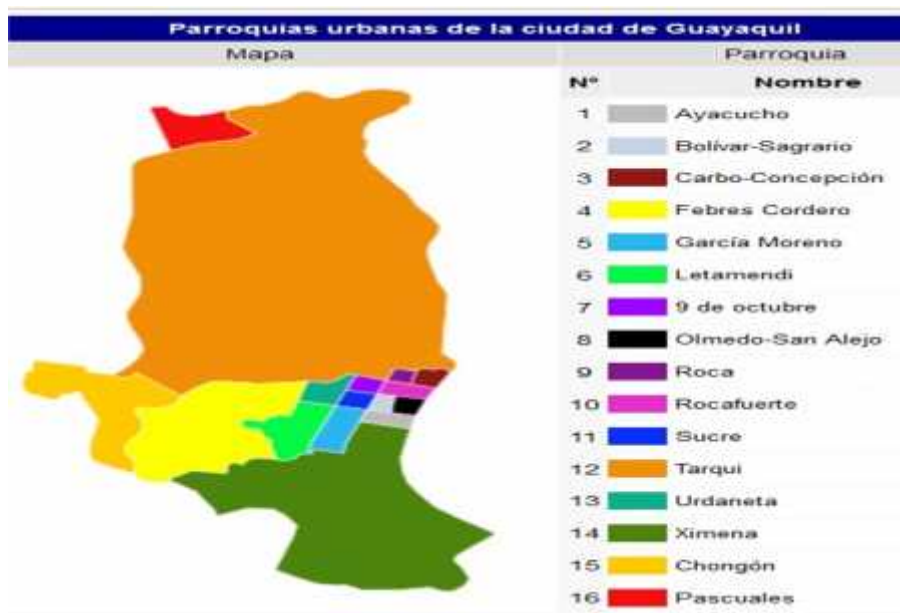 Parroquias urbanas de la ciudad de Guayaquil
Mapa Parroquia
Nº Nombre
1 Ayacucho
2 Bolívar-Sagrario
3 Carbo-Concepción
4 Febres Cordero
5 García Moreno
6 Letamendi
7 9 de octubre
8 Olmedo-San Alejo
9 Roca
10 Rocafuerte
11 Sucre
12 Tarqui
13 Urdaneta
14 Ximena
15 Chongón
16 Pascuales